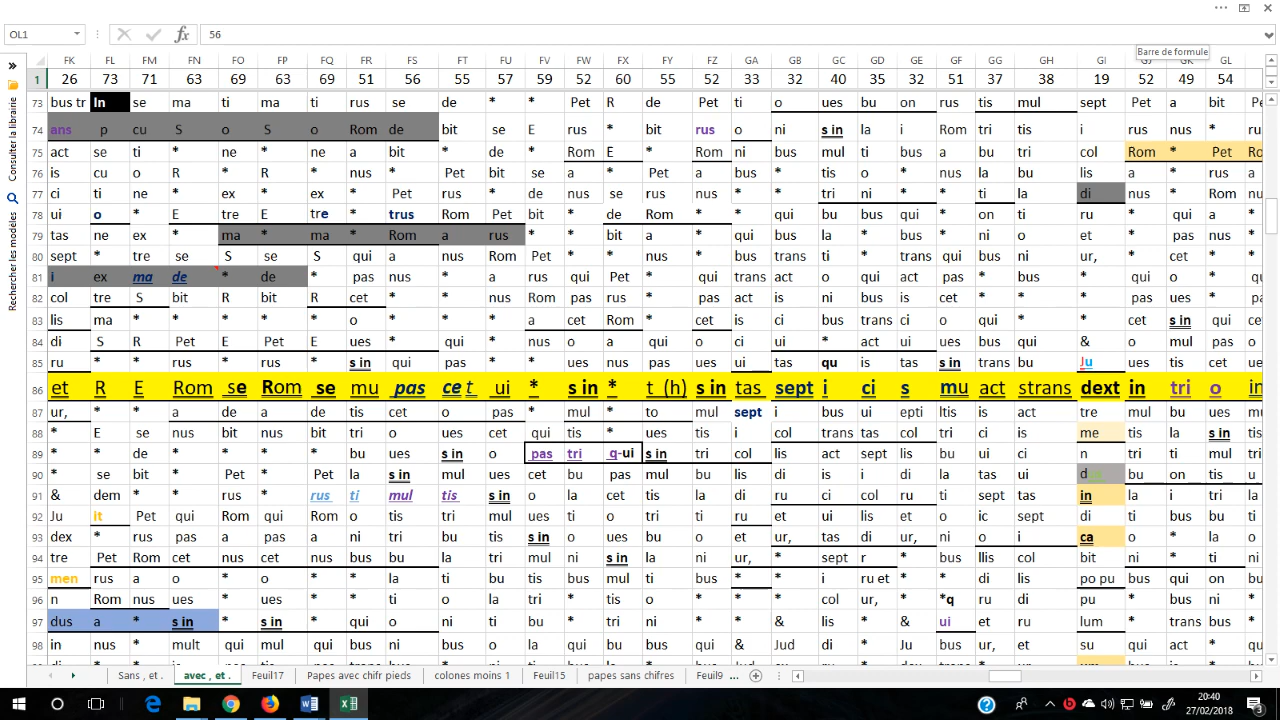 OL1 56
Barre de formule
Consulter la librairie
Rechercher les modèles
FK FL FM FN FO FP FQ FR FS FT FU FV FW FX FY FZ GA GB GC GD GE GF GG GH GI GJ GK GL
1 26 73 71 63 69 63 69 51 56 57 57 59 52 60 55 52 33 32 40 35 32 51 37 38 19 52 49 54
73 bus tr In se ma ti ma ti rus se de * * Pet R de Pet ti o ues bu on rus tis mul sept Pet a bit Pe
74 ans p cu S o S o Rom de bit se E rus * bit rus o ni s in la i Rom tri tis i rus nus * ru
75 act se ti * ne * ne a bit * de * Rom E * Rom ni bus mul ti bus a bu tri col Rom * Pet Ro
76 is cu o R * R * nus * Pet bit se a * Pet a bus * tis o * nus la bu lis a * rus a
77 ci ti ne * ex * ex * Pet rus * de nus se rus nus * * tri ni * * ti la di nus * Rom nus
78 ui o * E tre E tre * trus Rom Pet bit * de Rom * * qui bu bus qui * on ti ru * qui a *
79 tas ne ex * ma * ma * Rom a rus * * bit a * qui bus la * bus * ni o et * pas nus *
80 sept * tre se S se S qui a nus Rom Pet * * nus * bus trans ti * trans qui o ni ur, * cet * *
81 i ex ma de * de * pas nus * a rus qui Pet * qui trans act o qui act pas * bus * qui o * qui
82 col tre S bit R bit R cet * * nus Rom pas rus * pas act is ni bus is cet * * * pas ues * pa
83 lis ma * * * * * o * * * a cet Rom * cet is ci bus trans ci o qui * * cet s in qui ce
84 di S R Pet E Pet E ues * qui * nus o a qui o ci ui * act ui ues bus qui & o mul pas o
85 ru * * rus * rus * s in qui pas * * ues nus pas ues ui tas qu is tas s in trans bu Ju ues tis cet ues
86 et R E Rom se Rom se mu pas ce t ui * s in * t (h) s in tas sept i ci s mu act strans dext in tri o in
87 ur, * * a de a de tis cet o pas * mul * to mul sept i bus ui epti ltis is act tre mul bu ues mu
88 * E se nus bit nus bit tri o ues cet qui tis * ues tis i col trans tas col tri ci is me tis la s in tis
89 * * de * * * * bu ues s in o pas tri q-ui s in tri col lis act sept lis bu ui ci n tri ti mul tri
90 * se bit * Pet * Pet la s in mul ues cet bu pas mul bu lis di is i di la tas ui bu on tis u
91 & dem * * rus * rus ti mul tis s in o la cet tis la di ru ci col ru ti sept tas in la i tri la
92 Ju it Pet qui Rom qui Rom o tis tri mul ues ti o tri ti ru et ui lis et o ic sept di ti bus bu ti
93 dex * rus pas a pas a ni tri bu tis s in o ues bu o et ur, tas di ur, ni o i ca o * la o
94 tre Pet Rom cet nus cet nus bus bu la tri mul ni s in la ni ur, * sept r * bus llis col bit ni * ti ni
95 men rus a o * o * * la ti bu tis bus mul ti bus * * i ru et * * di lis po pu bus qui on bu
96 n Rom nus ues * ues * * ti o la tri * tis o * * * col ur, * *q ru di pu * bus ni *
97 dus a * s in * s in * qui o ni ti bu * tri ni * * & lis * & ui et ru lum * trans bus *
98 in nus * mult qui mul qui bus ni bus o la qui bu bus qui & Jud di * Jud bus ur, et su qui act * qu
Sans , et . avec , et . Feuil17 Papes avec chifr pieds colones moins 1 Feuil13 papes sans chifres Feuil9 ...
20:40
27/02/2018
3